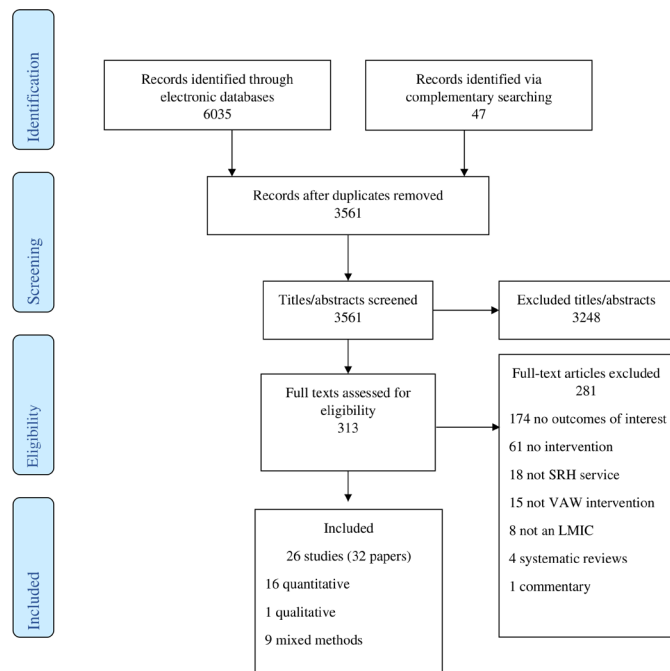 Identification
Records identified through
electronic databases
6035
Records identified via
complementary searching
47
Screening
Records after duplicates removed
3561
Titles/abstracts screened
3561
Excluded titles/abstracts
3248
Eligibility
Full texts assessed for
eligibility
313
Full-text articles excluded
281
174 no outcomes of interest
61 no intervention
18 not SRH service
15 not VAW intervention
8 not an LMIC
4 systematic reviews
1 commentary
Included
Included
26 studies (32 papers)
16 quantitative
1 qualitative
9 mixed methods